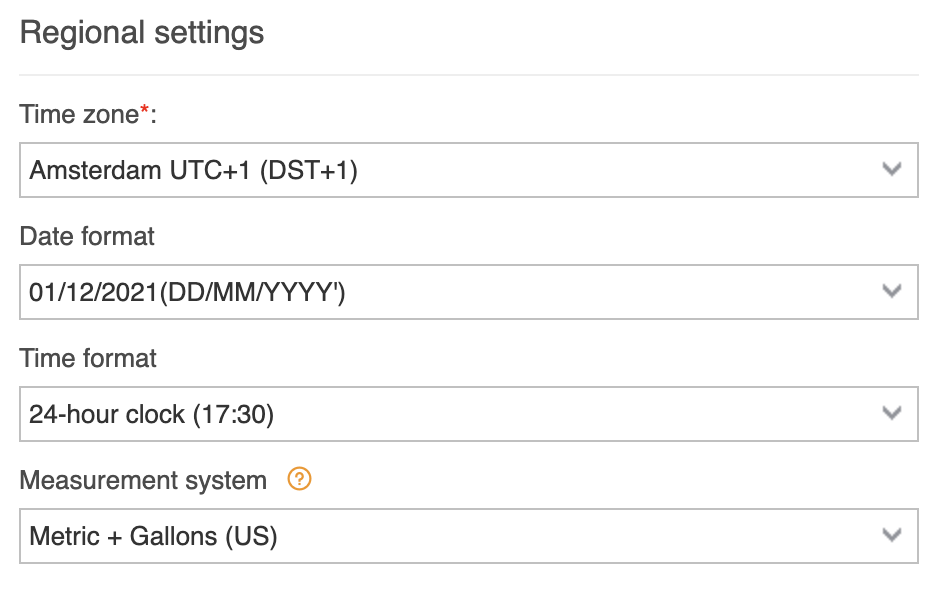 Regional settings
Time zone*:
Amsterdam UTC+1 (DST+1)
Date format
01/12/2021(DD/MM/YYYY')
Time format
24-hour clock (17:30)
Measurement system ?
Metric + Gallons (US)